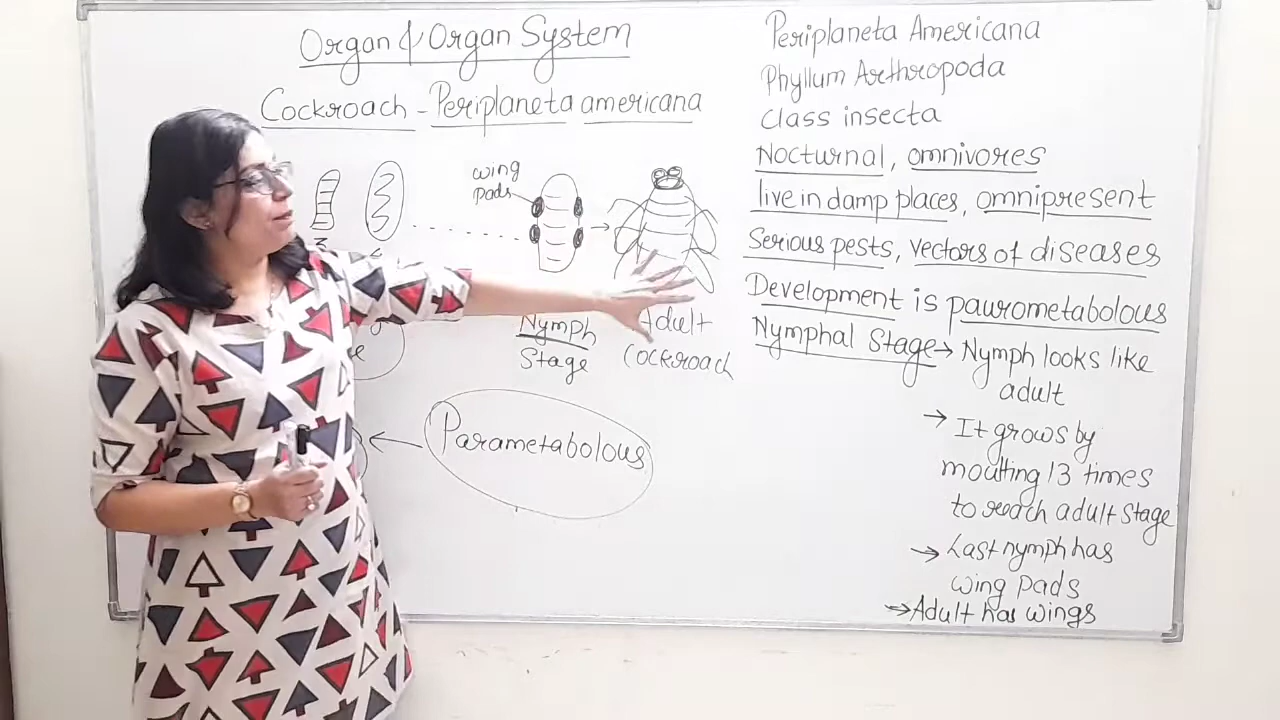 Organ & Organ System
Cockroach - Periplaneta americana
wing
pads
Nymph
Stage
Adult
Cockroach
Parametabolous
Periplaneta Americana
Phyllum Arthropoda
Class insecta
Nocturnal, omnivores
live in damp places, omnipresent
Serious pests, vectors of diseases
Development is paurometabolous
Nymphal Stage→ Nymph looks like
adult
→ It grows by
moulting 13 times
to reach adult stage
→ Last nymph has
wing pads
→Adult has wings